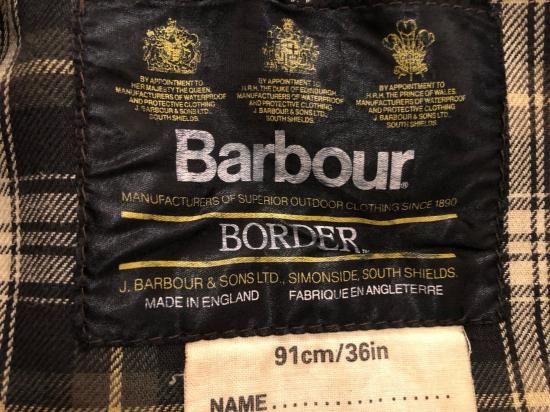 BY APPOINTMENT TO
HER MAJESTY THE QUEEN.
MANUFACTURERS OF WATERPROOF
AND PROTECTIVE CLOTHING
J. BARBOUR & SONS LTD.
SOUTH SHIELDS.
BY APPOINTMENT TO
H.R.H. THE DUKE OF EDINBURGH
MANUFACTURERS OF WATERPROOF
AND PROTECTIVE CLOTHING
J. BARBOUR & SONS LTD.
SOUTH SHIELDS.
BY APPOINTMENT TO
H.R.H. THE PRINCE OF WALES.
MANUFACTURERS OF WATERPROOF
AND PROTECTIVE CLOTHING
J. BARBOUR & SONS LTD.
SOUTH SHIELDS.
Barbour®
MANUFACTURERS OF SUPERIOR OUTDOOR CLOTHING SINCE 1890
BORDER™
J. BARBOUR & SONS LTD., SIMONSIDE, SOUTH SHIELDS.
MADE IN ENGLAND FABRIQUE EN ANGLETERRE
91cm/36in
NAME................